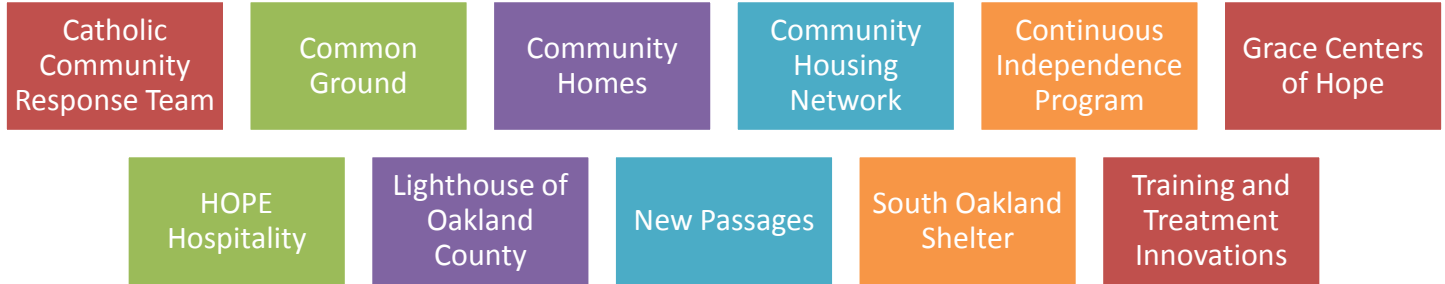 Catholic
Community
Response Team
Common
Ground
Community
Homes
Community
Housing
Network
Continuous
Independence
Program
Grace Centers
of Hope
HOPE
Hospitality
Lighthouse of
Oakland
County
New Passages
South Oakland
Shelter
Training and
Treatment
Innovations